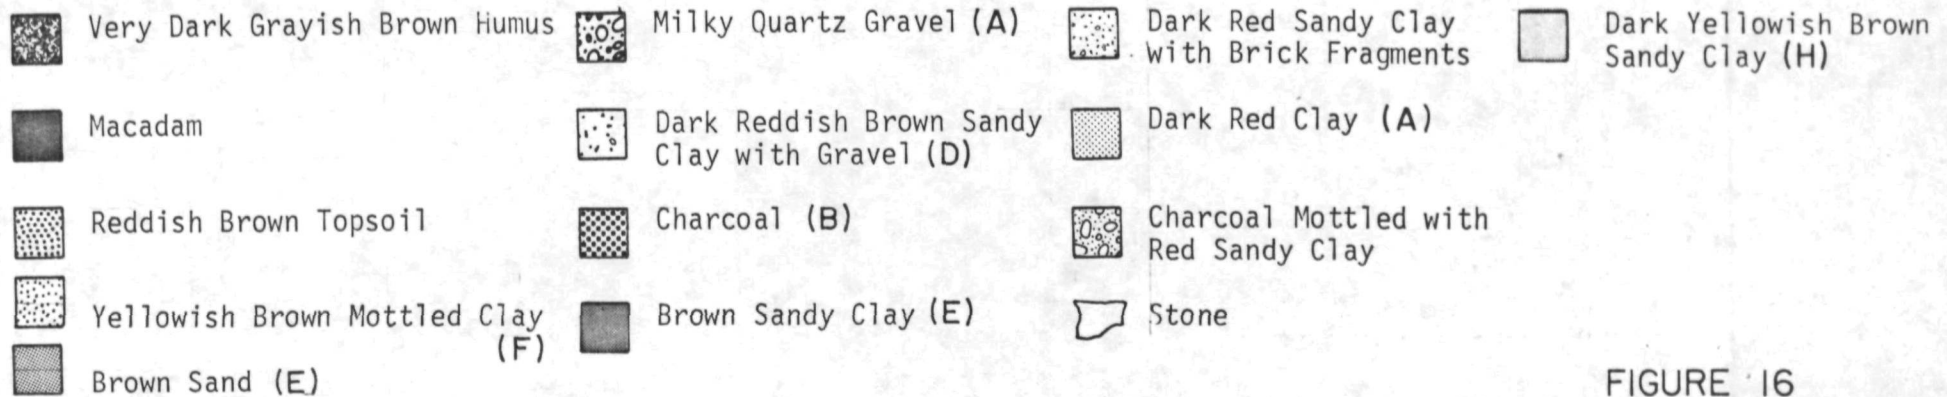 Very Dark Grayish Brown Humus
Macadam
Reddish Brown Topsoil
Yellowish Brown Mottled Clay
(F)
Brown Sand (E)
Milky Quartz Gravel (A)
Dark Reddish Brown Sandy
Clay with Gravel (D)
Charcoal (B)
Brown Sandy Clay (E)
Dark Red Sandy Clay
with Brick Fragments
Dark Red Clay (A)
Charcoal Mottled with
Red Sandy Clay
Stone
Dark Yellowish Brown
Sandy Clay (H)
FIGURE 16